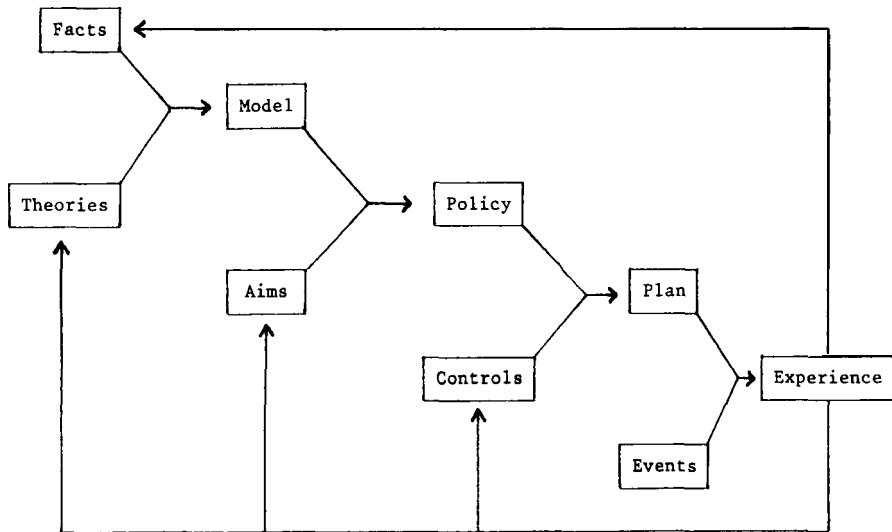 Facts
Model
Theories
Policy
Aims
Plan
Controls
Experience
Events